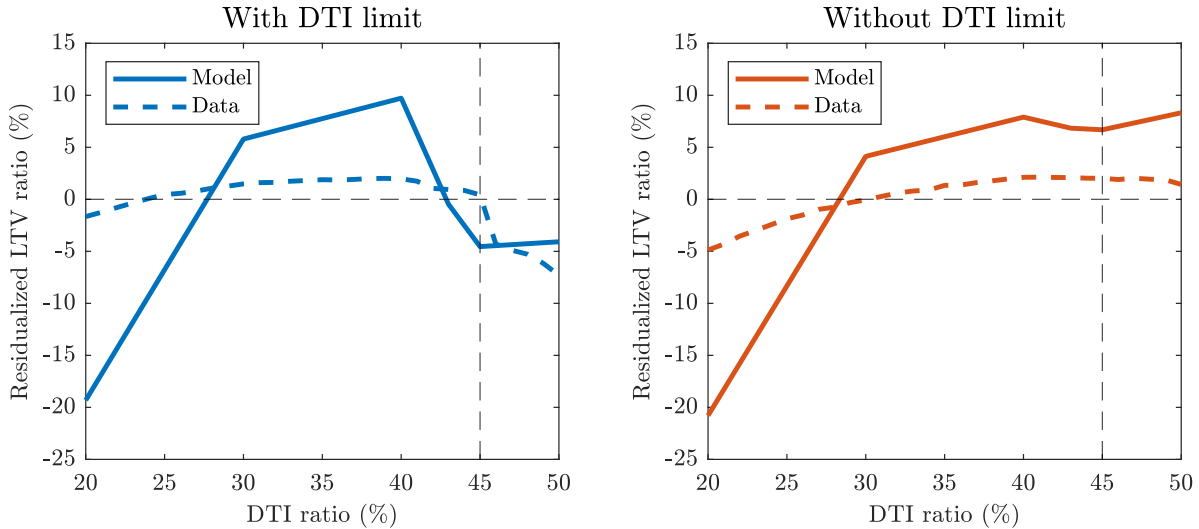 With DTI limit
15
10
5
0
-5
-10
-15
-20
-25
Residualized LTV ratio (%)
Model
Data
20 25 30 35 40 45 50
DTI ratio (%)
Without DTI limit
15
10
5
0
-5
-10
-15
-20
-25
Residualized LTV ratio (%)
Model
Data
20 25 30 35 40 45 50
DTI ratio (%)